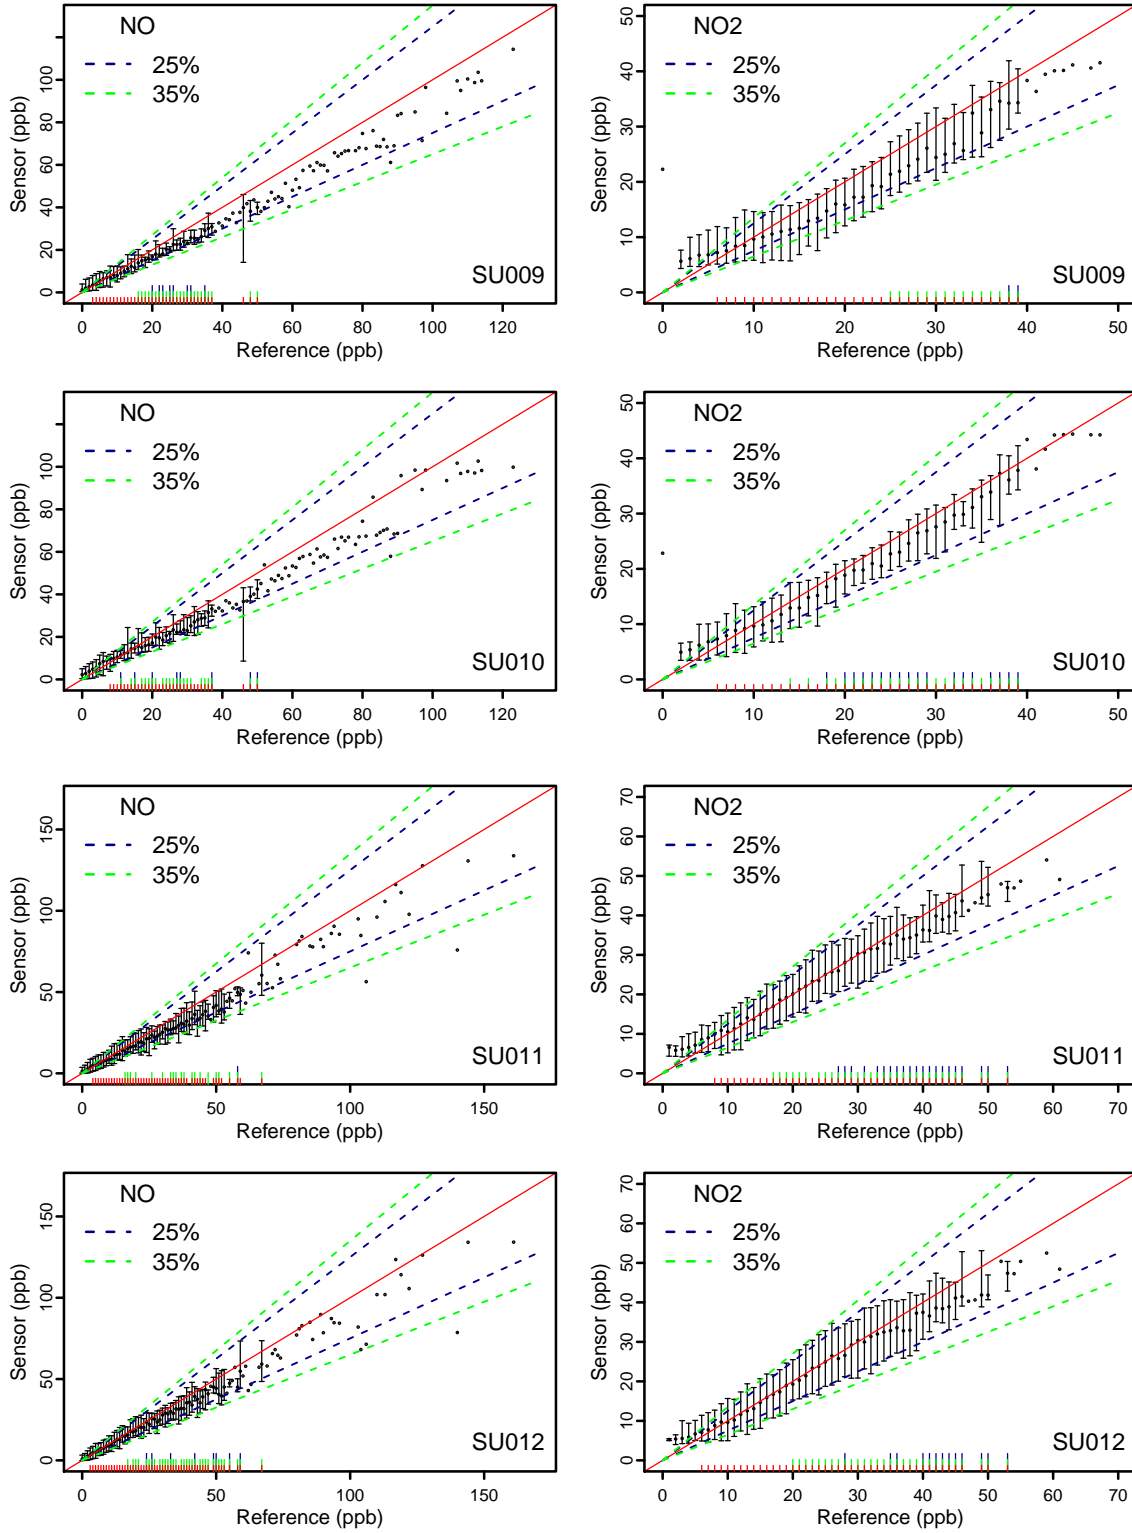 NO
25%
35%
SU009
Sensor (ppb)
0 20 40 60 80 100
0 20 40 60 80 100 120
Reference (ppb)
NO2
25%
35%
SU009
Sensor (ppb)
0 10 20 30 40 50
0 10 20 30 40 50
Reference (ppb)
NO
25%
35%
SU010
Sensor (ppb)
0 20 40 60 80 100
0 20 40 60 80 100 120
Reference (ppb)
NO2
25%
35%
SU010
Sensor (ppb)
0 10 20 30 40 50
0 10 20 30 40 50
Reference (ppb)
NO
25%
35%
SU011
Sensor (ppb)
0 50 100 150
0 50 100 150
Reference (ppb)
NO2
25%
35%
SU011
Sensor (ppb)
0 10 20 30 40 50 60 70
0 10 20 30 40 50 60 70
Reference (ppb)
NO
25%
35%
SU012
Sensor (ppb)
0 50 100 150
0 50 100 150
Reference (ppb)
NO2
25%
35%
SU012
Sensor (ppb)
0 10 20 30 40 50 60 70
0 10 20 30 40 50 60 70
Reference (ppb)